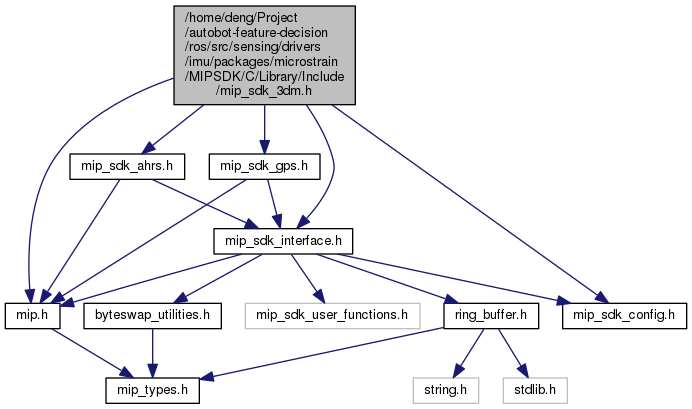 /home/deng/Project
/autobot-feature-decision
/ros/src/sensing/drivers
/imu/packages/microstrain
/MIPSDK/C/Library/Include
/mip_sdk_3dm.h
mip_sdk_ahrs.h
mip_sdk_gps.h
mip_sdk_interface.h
mip.h
byteswap_utilities.h
mip_sdk_user_functions.h
ring_buffer.h
mip_sdk_config.h
mip_types.h
string.h
stdlib.h